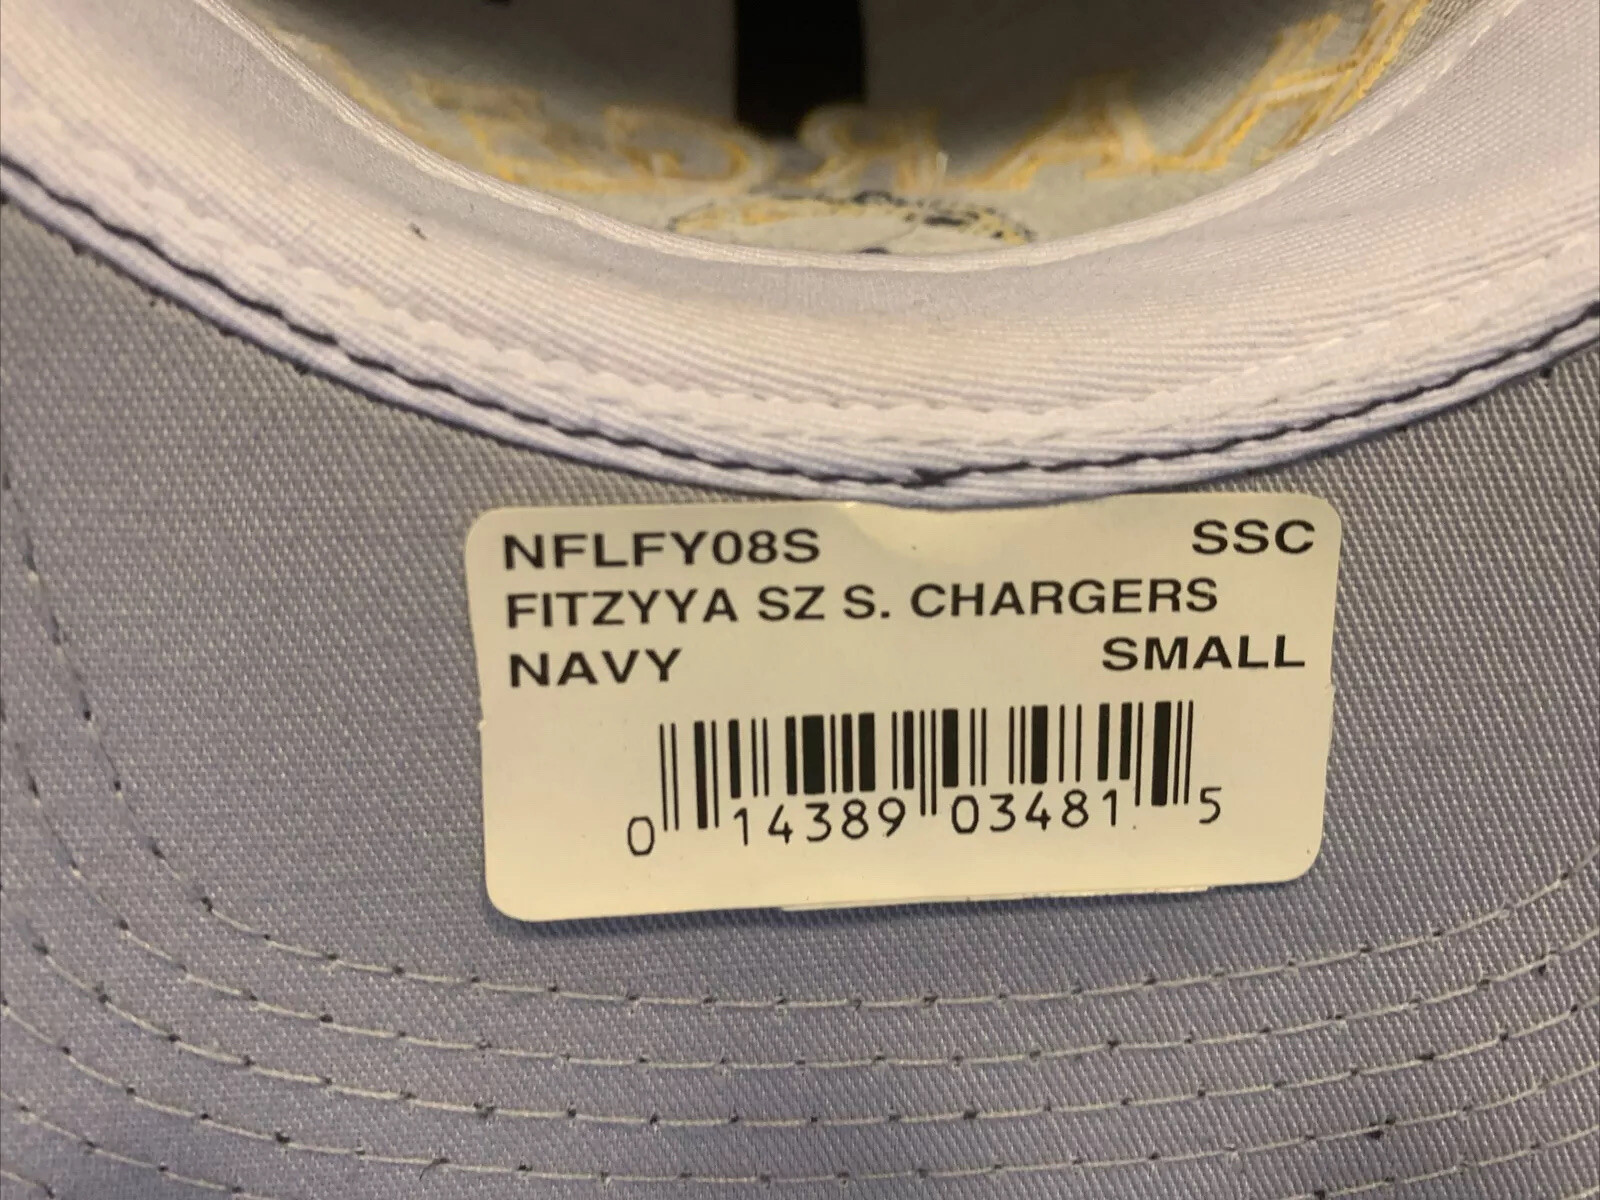 NFLFY08S SSC
FITZYYA SZ S. CHARGERS
NAVY SMALL
0 14389 03481 5